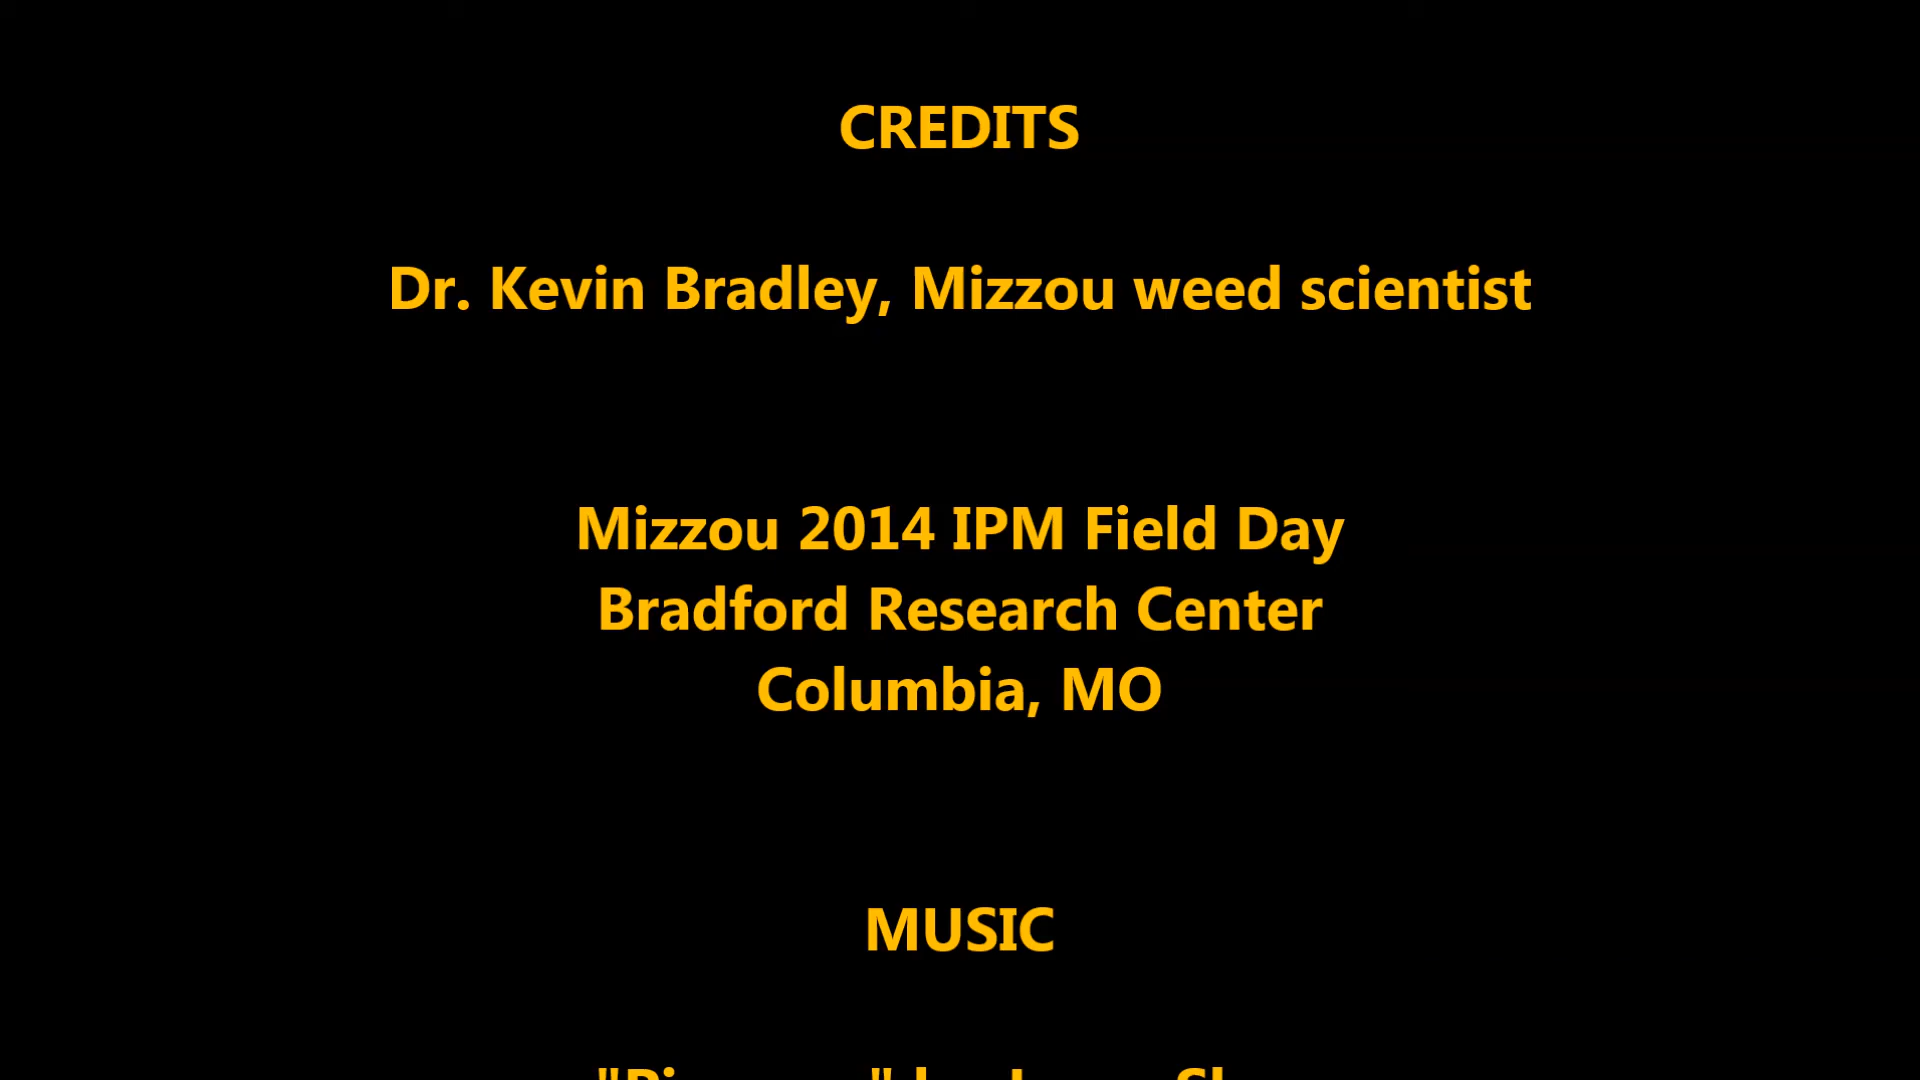 CREDITS
Dr. Kevin Bradley, Mizzou weed scientist
Mizzou 2014 IPM Field Day
Bradford Research Center
Columbia, MO
MUSIC